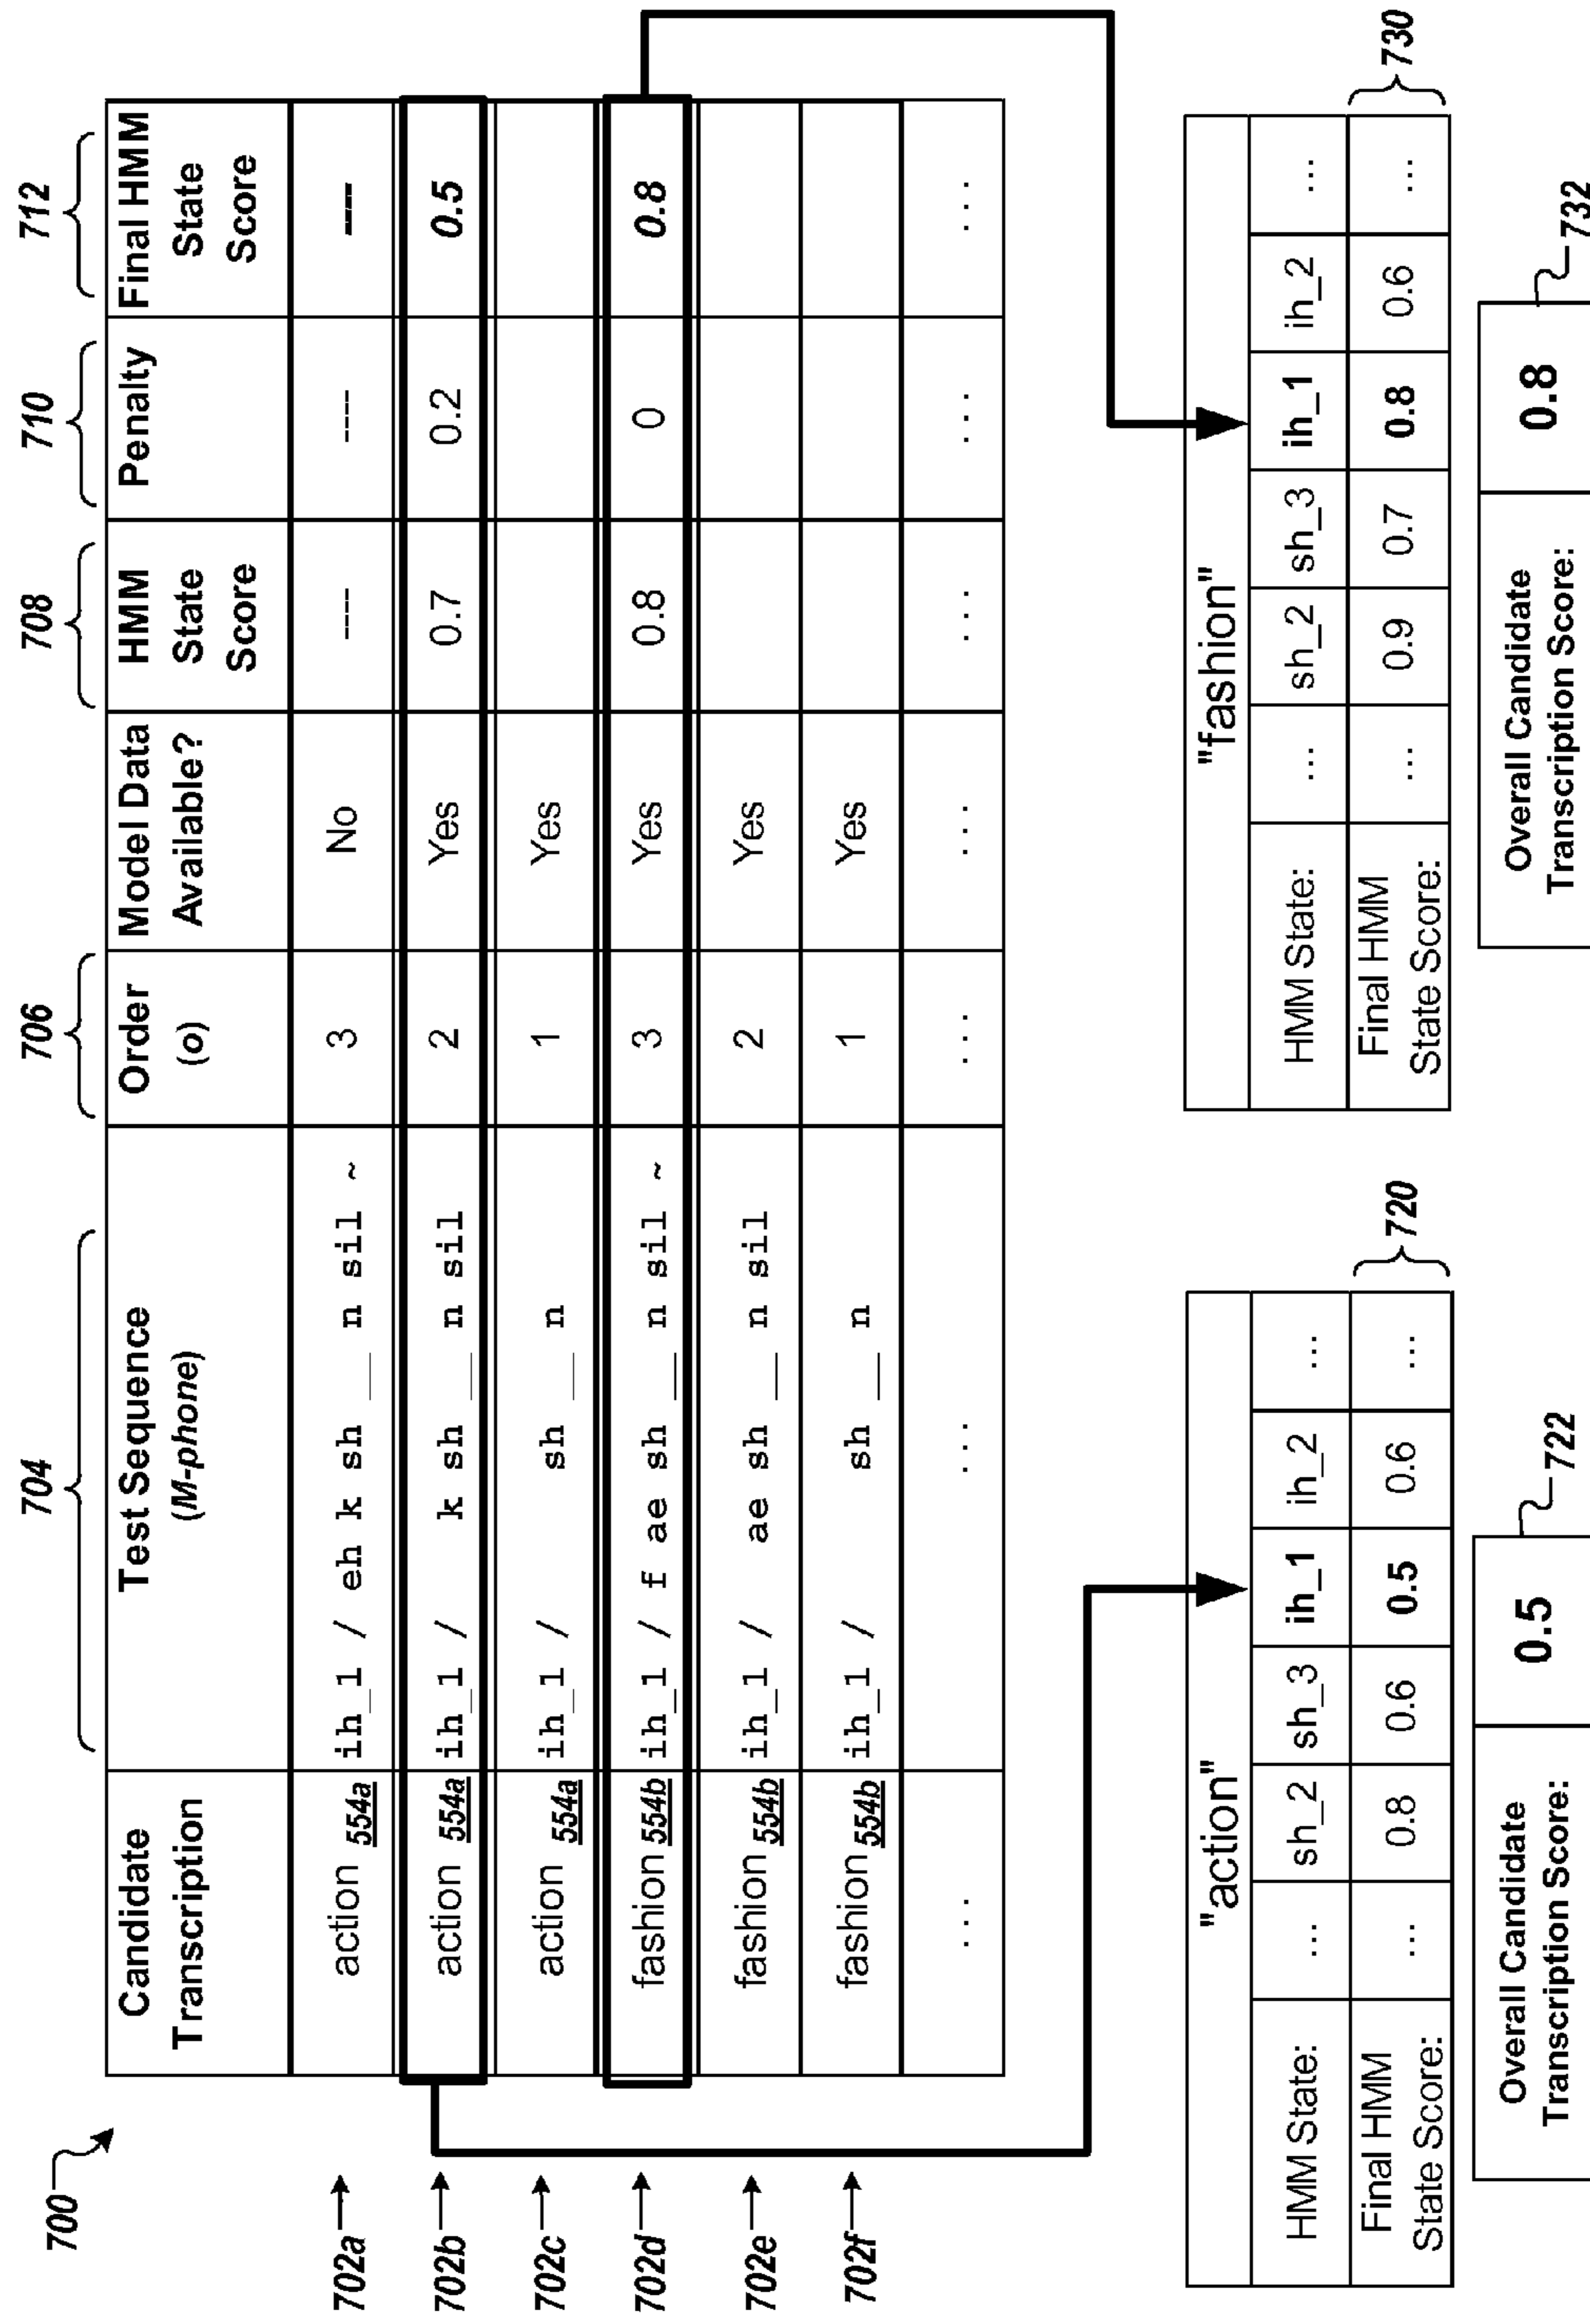 700
704 706 708 710 712
Candidate Transcription Test Sequence (M-phone) Order (o) Model Data Available? HMM State Score Penalty Final HMM State Score
702a action 554a ih_1 / eh k sh __ n sil ~ 3 No ---- ---- ----
702b action 554a ih_1 / k sh __ n sil 2 Yes 0.7 0.2 0.5
702c action 554a ih_1 / sh __ n 1 Yes
702d fashion 554b ih_1 / f ae sh __ n sil ~ 3 Yes 0.8 0 0.8
702e fashion 554b ih_1 / ae sh __ n sil 2 Yes
702f fashion 554b ih_1 / sh __ n 1 Yes
... ... ... ... ... ... ...
"action"
HMM State: ... sh_2 sh_3 ih_1 ih_2 ...
Final HMM State Score: ... 0.8 0.6 0.5 0.6 ...
720
Overall Candidate Transcription Score: 0.5
722
"fashion"
HMM State: ... sh_2 sh_3 ih_1 ih_2 ...
Final HMM State Score: ... 0.9 0.7 0.8 0.6 ...
730
Overall Candidate Transcription Score: 0.8
732